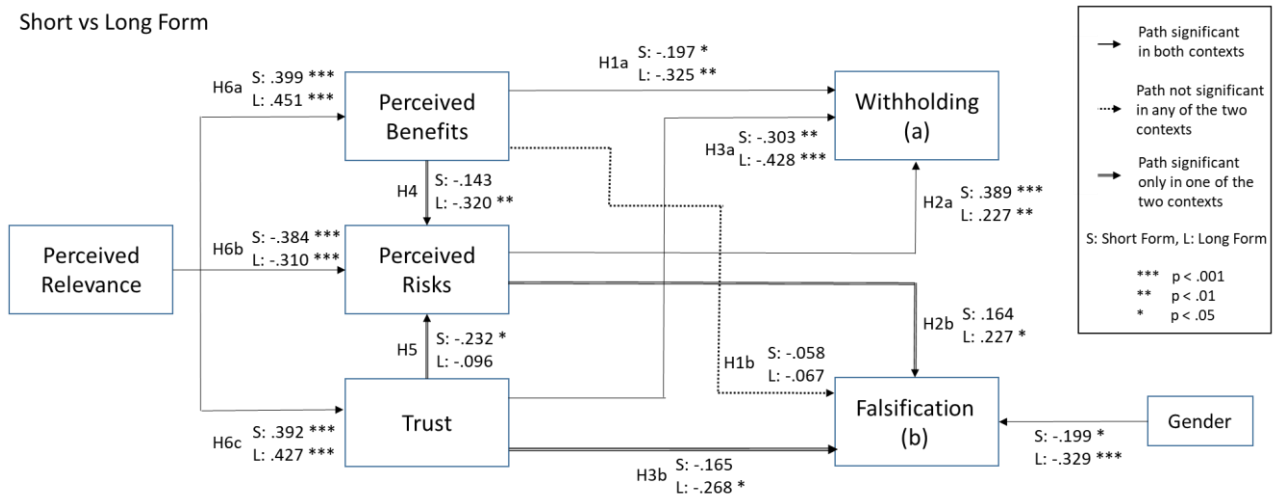 Short vs Long Form
H6a
S: .399 ***
L: .451 ***
Perceived
Benefits
H1a
S: -.197 *
L: -.325 **
Withholding
(a)
H3a
S: -.303 **
L: -.428 ***
H4
S: -.143
L: -.320 **
H2a
S: .389 ***
L: .227 **
Perceived
Relevance
H6b
S: -.384 ***
L: -.310 ***
Perceived
Risks
H5
S: -.232 *
L: -.096
H2b
S: .164
L: .227 *
H1b
S: -.058
L: -.067
H6c
S: .392 ***
L: .427 ***
Trust
H3b
S: -.165
L: -.268 *
Falsification
(b)
S: -.199 *
L: -.329 ***
Gender
Path significant
in both contexts
Path not significant
in any of the two
contexts
Path significant
only in one of the
two contexts
S: Short Form, L: Long Form
*** p < .001
** p < .01
* p < .05